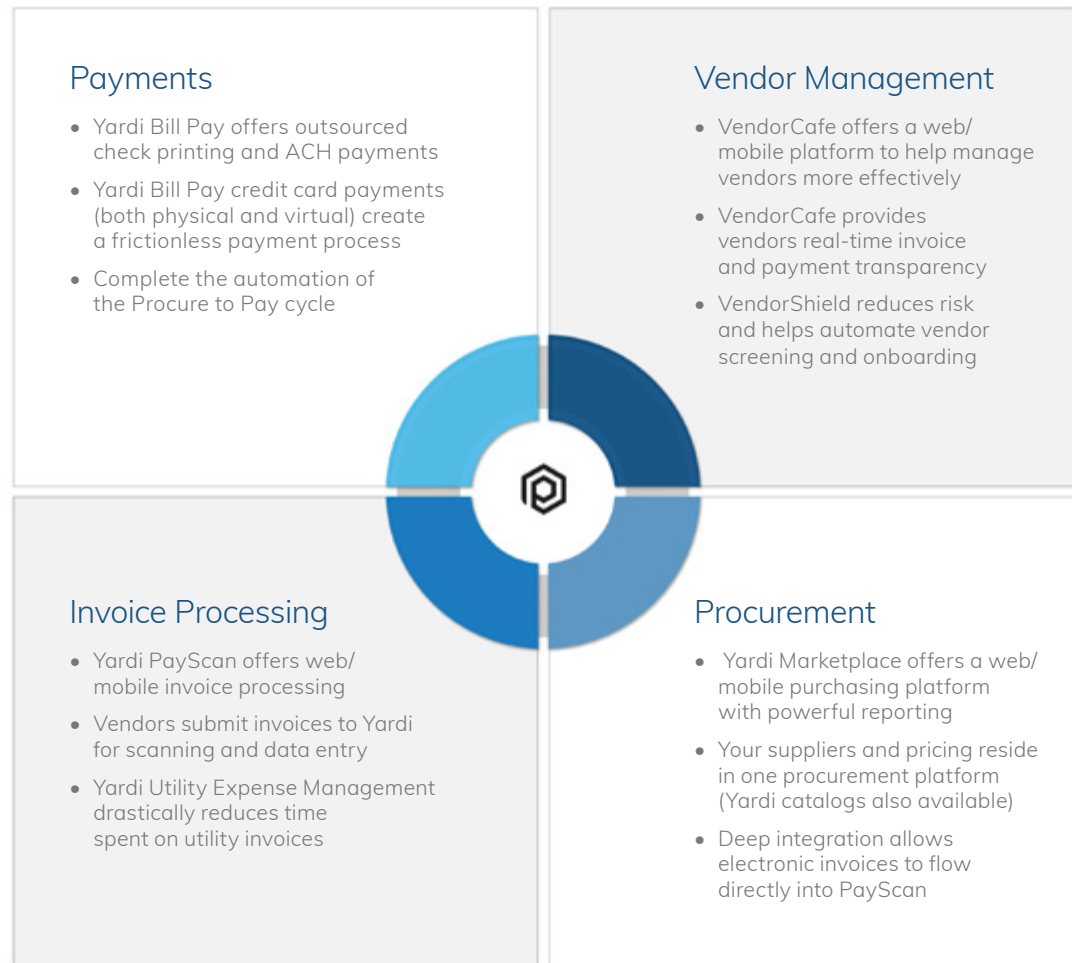 Payments
• Yardi Bill Pay offers outsourced
check printing and ACH payments
• Yardi Bill Pay credit card payments
(both physical and virtual) create
a frictionless payment process
• Complete the automation of
the Procure to Pay cycle
Vendor Management
• VendorCafe offers a web/
mobile platform to help manage
vendors more effectively
• VendorCafe provides
vendors real-time invoice
and payment transparency
• VendorShield reduces risk
and helps automate vendor
screening and onboarding
Invoice Processing
• Yardi PayScan offers web/
mobile invoice processing
• Vendors submit invoices to Yardi
for scanning and data entry
• Yardi Utility Expense Management
drastically reduces time
spent on utility invoices
Procurement
• Yardi Marketplace offers a web/
mobile purchasing platform
with powerful reporting
• Your suppliers and pricing reside
in one procurement platform
(Yardi catalogs also available)
• Deep integration allows
electronic invoices to flow
directly into PayScan